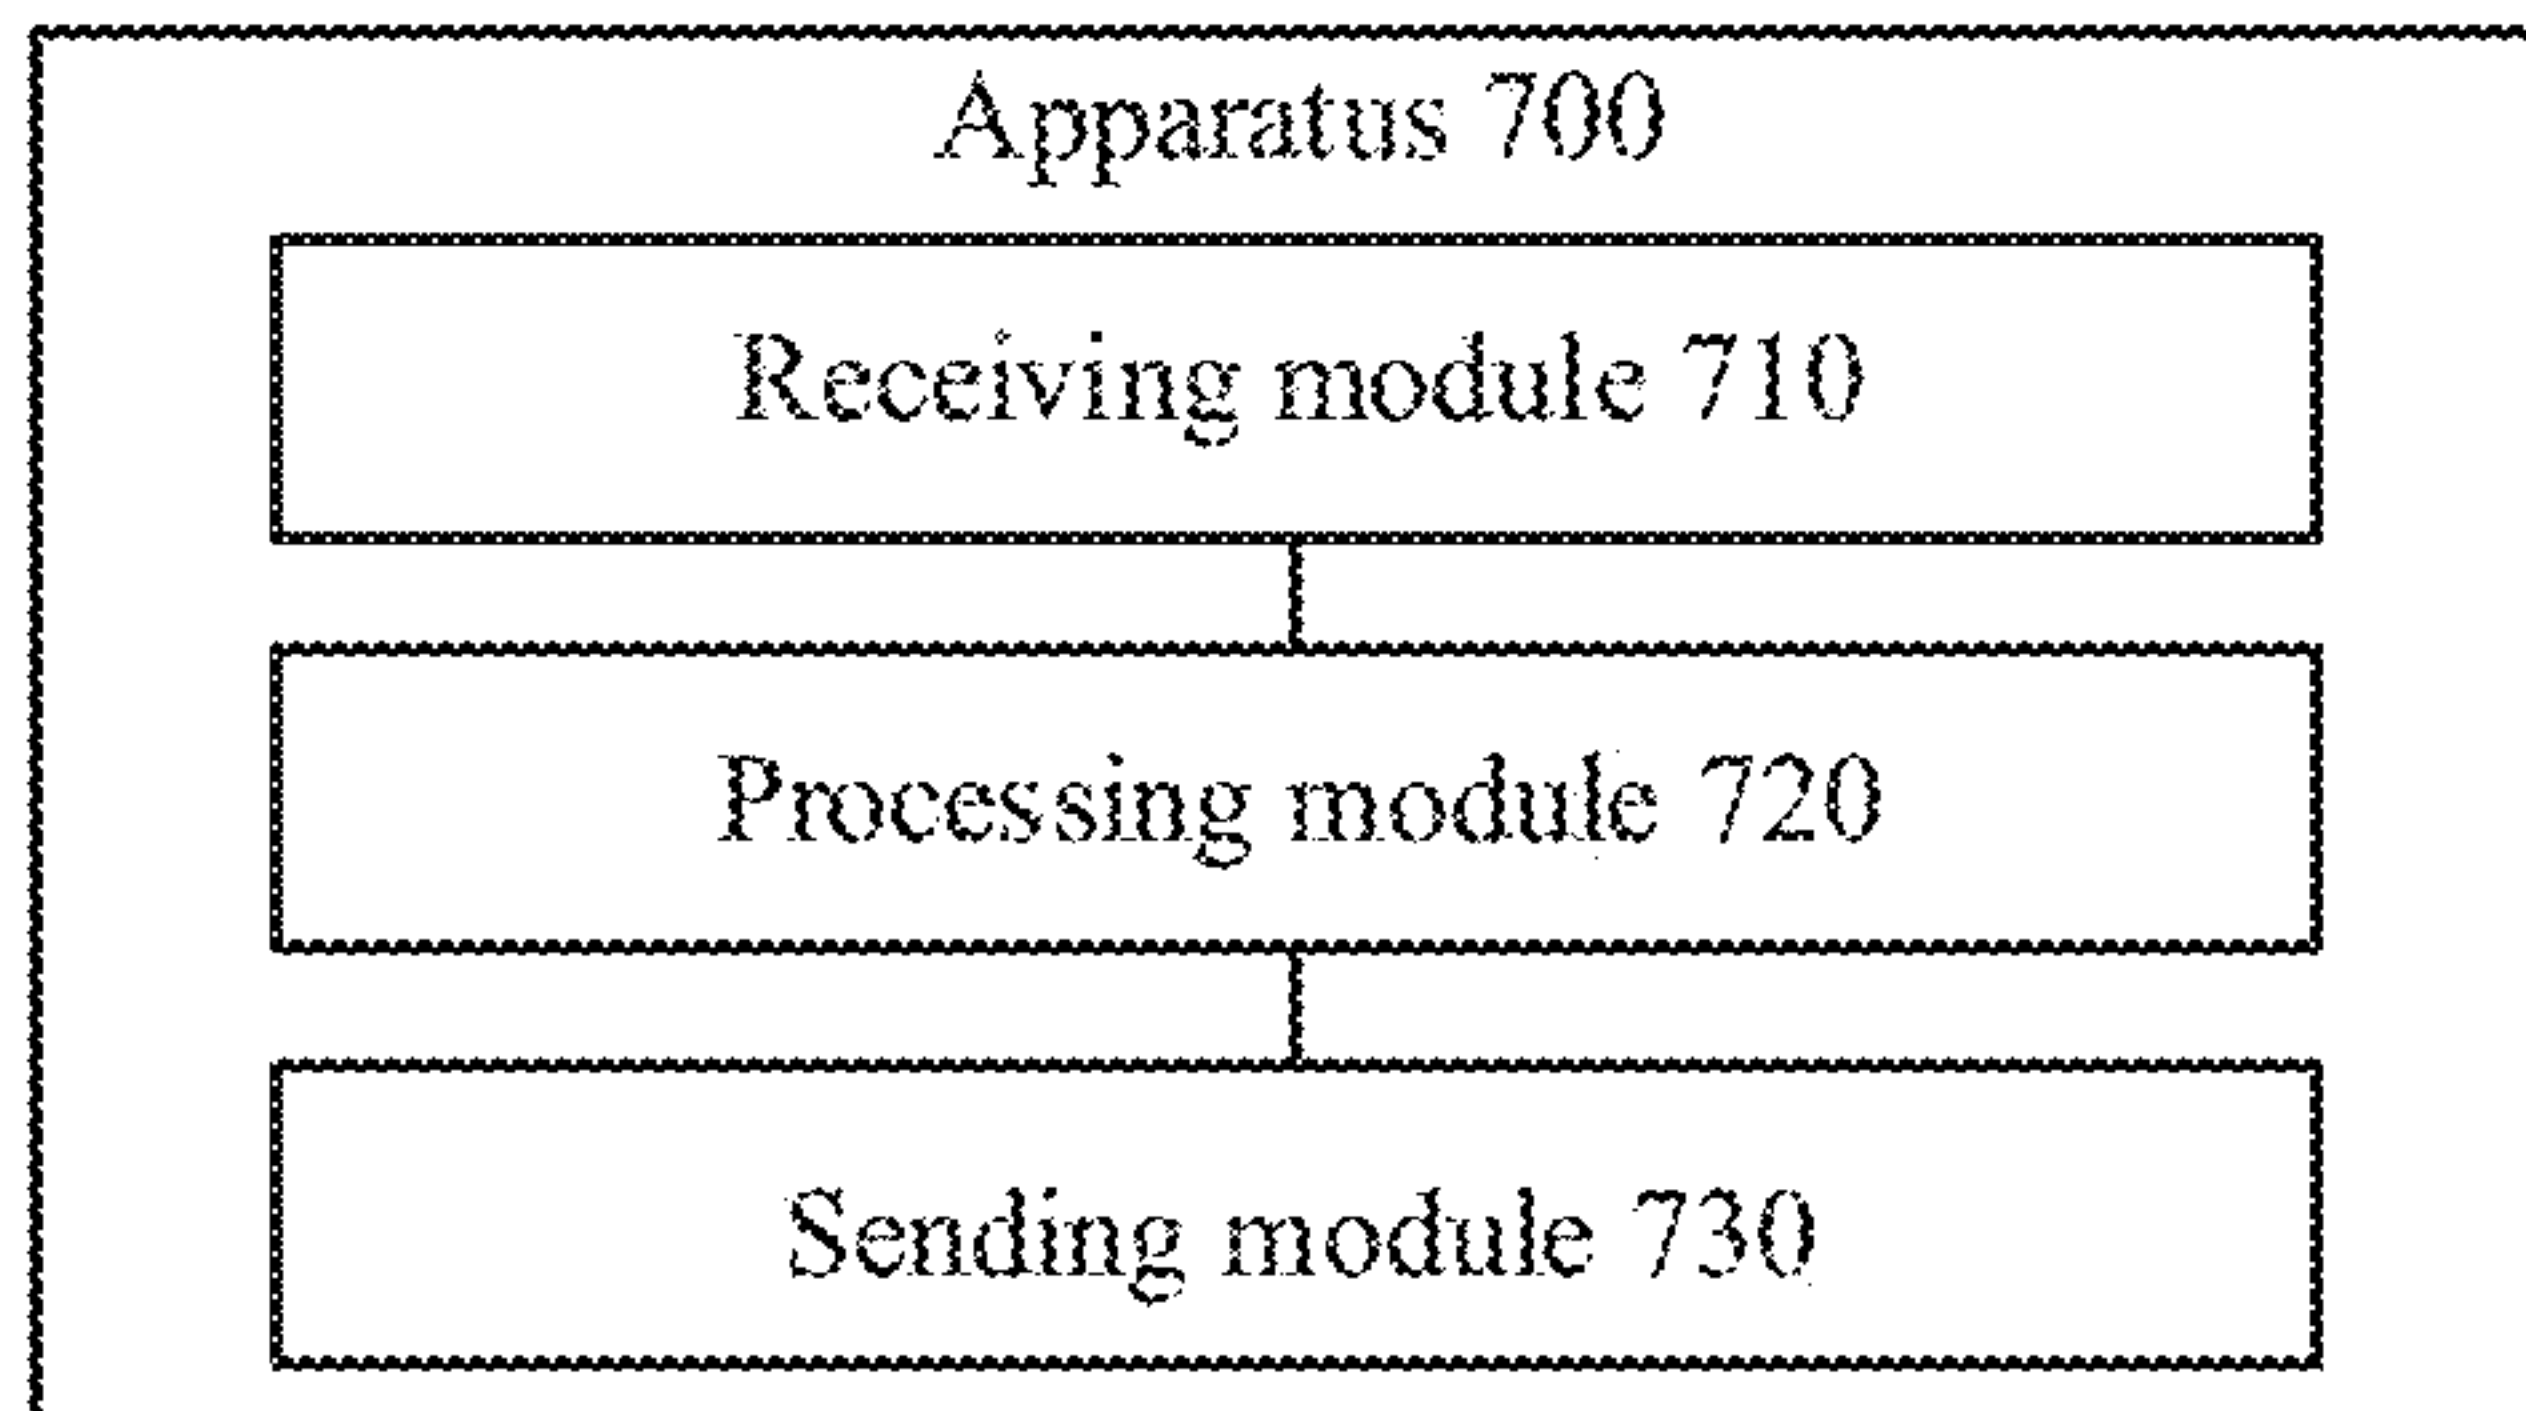 Apparatus 700
Receiving module 710
Processing module 720
Sending module 730